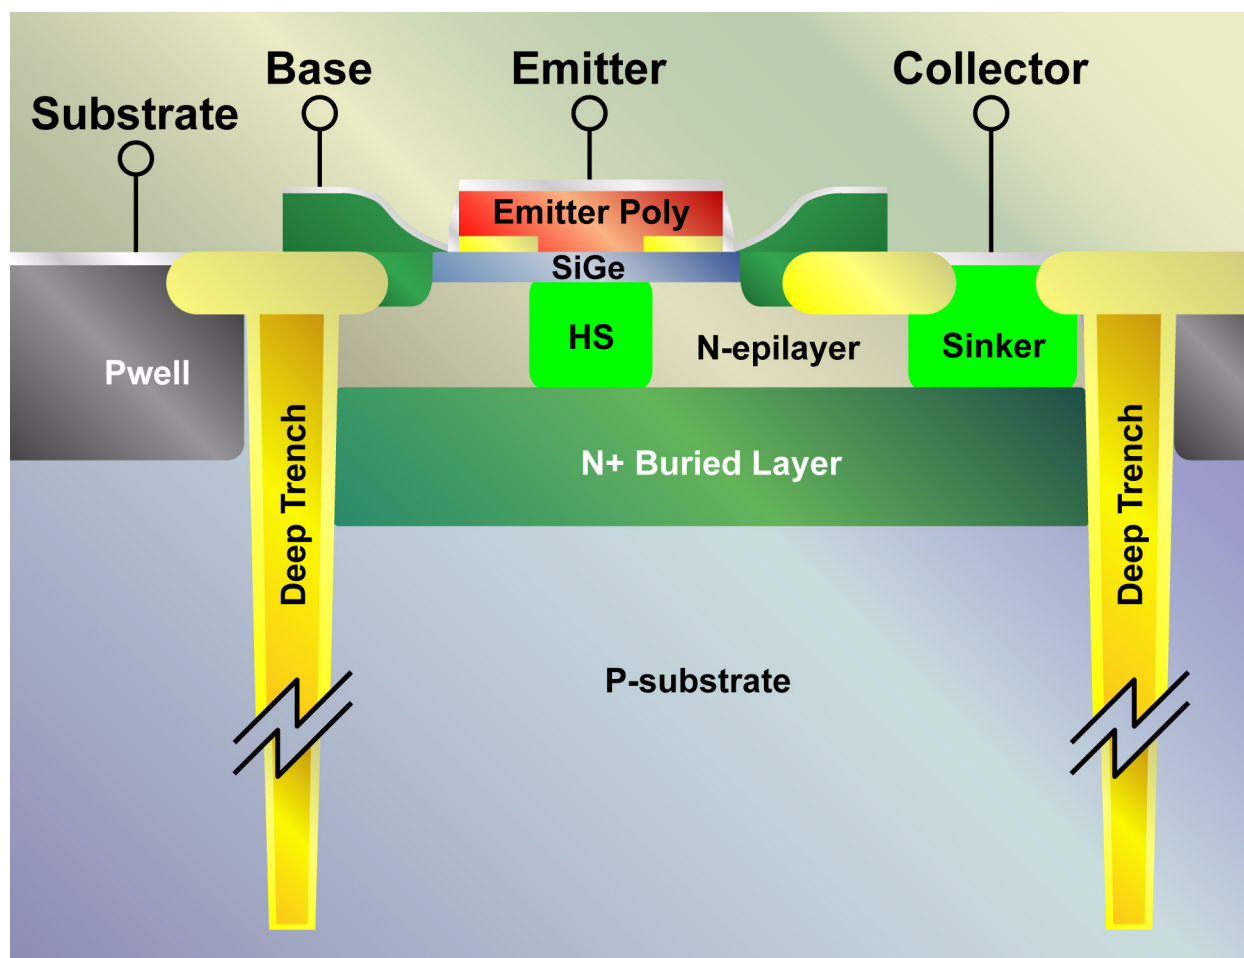 Base
Emitter
Collector
Substrate
Emitter Poly
SiGe
HS
N-epilayer
Sinker
Pwell
N+ Buried Layer
Deep Trench
Deep Trench
P-substrate